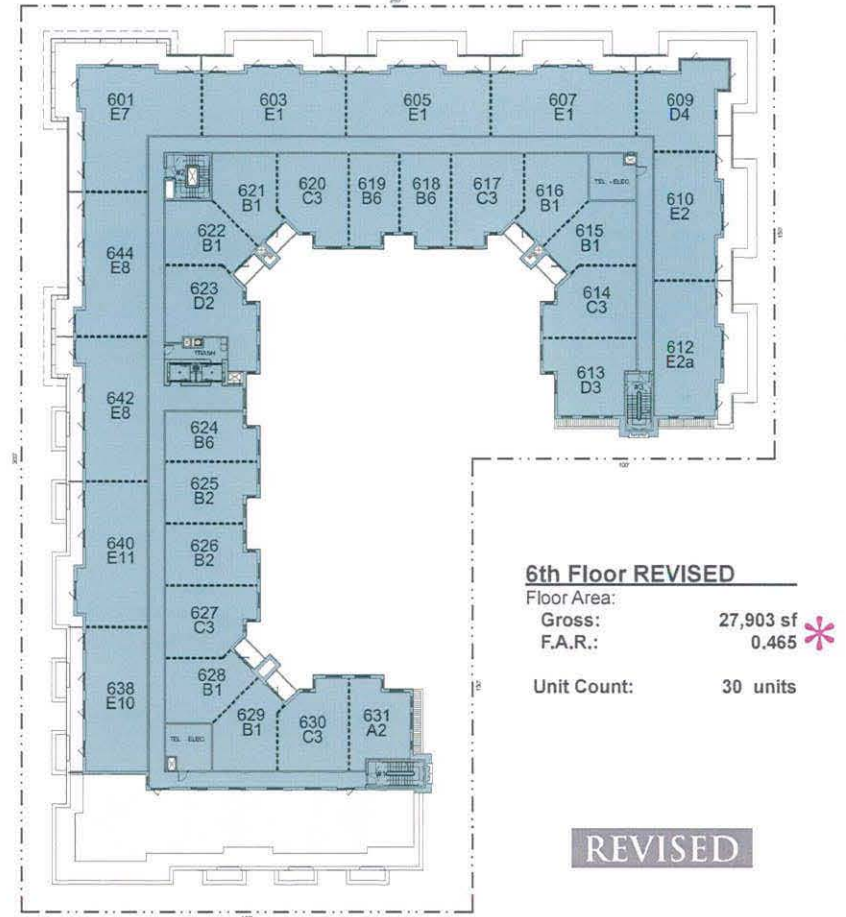 601
E7
603
E1
605
E1
607
E1
609
D4
621
B1
620
C3
619
B6
618
B6
617
C3
616
B1
TEL - ELEC
610
E2
622
B1
615
B1
644
E8
623
D2
614
C3
TRASH
613
D3
612
E2a
642
E8
624
B6
625
B2
640
E11
626
B2
627
C3
638
E10
628
B1
629
B1
630
C3
631
A2
TEL ELEC
100'
6th Floor REVISED
Floor Area:
Gross: 27,903 sf
F.A.R.: 0.465 *
Unit Count: 30 units
REVISED